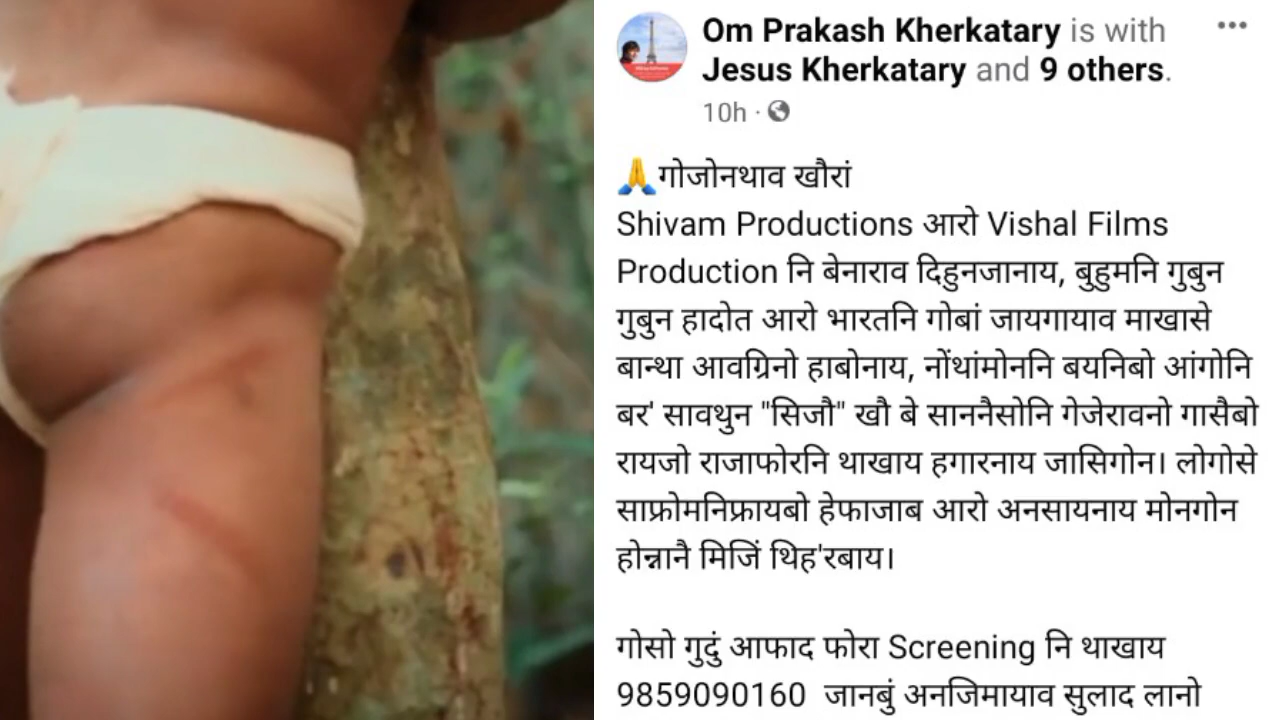 Om Prakash Kherkatary is with
Jesus Kherkatary and 9 others.
10h ·
🙏गोजोनथाव खौरां
Shivam Productions आरो Vishal Films
Production नि बेनाराव दिहुनजानाय, बुहुमनि गुबुन
गुबुन हादोत आरो भारतनि गोबां जायगायाव माखासे
बान्था आवग्रिनो हाबोनाय, नोंथांमोननि बयनिबो आंगोनि
बर' सावथुन "सिजौ" खौ बे साननैसोनि गेजेरावनो गासैबो
रायजो राजाफोरनि थाखाय हगारनाय जासिगोन। लोगोसे
साफ्रोमनिफ्रायबो हेफाजाब आरो अनसायनाय मोनगोन
होन्नानै मिजिं थिह'रबाय।
गोसो गुदुं आफाद फोरा Screening नि थाखाय
9859090160 जानबुं अनजिमायाव सुलाद लानो